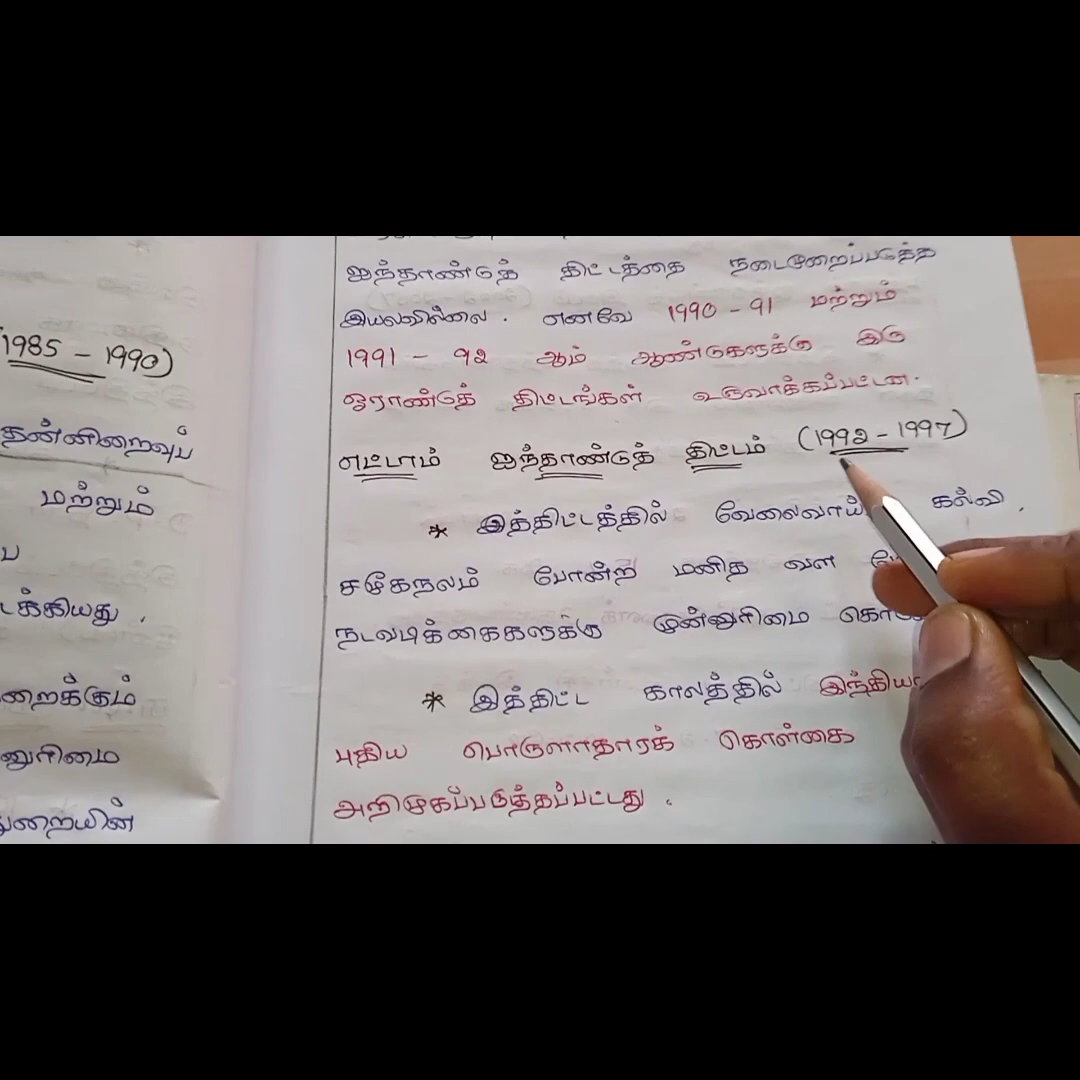 (1985 - 1990)
தன்னிறைவுப்
மற்றும்
டக்கியது.
றைக்கும்
னுரிமை
துறையின்
ஐந்தாண்டுத் திட்டத்தை நடைமுறைப்படுத்த
இயலவில்லை. எனவே 1990 - 91 மற்றும்
1991 - 92 ஆம் ஆண்டுகளுக்கு இரு
ஓராண்டுத் திட்டங்கள் உருவாக்கப்பட்டன.
எட்டாம் ஐந்தாண்டுத் திட்டம் (1992 - 1997)
* இத்திட்டத்தில் வேலைவாய் கல்வி,
சமூகநலம் போன்ற மனித வள
நடவடிக்கைகளுக்கு முன்னுரிமை
* இத்திட்ட காலத்தில்
புதிய பொருளாதாரக் கொள்கை
அறிமுகப்படுத்தப்பட்டது.